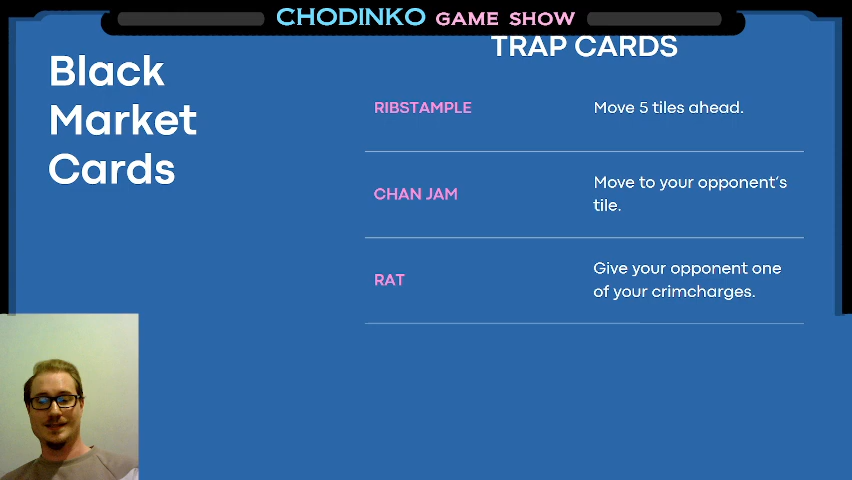 CHODINKO GAME SHOW
TRAP CARDS
Black
Market
Cards
RIBSTAMPLE
Move 5 tiles ahead.
CHAN JAM
Move to your opponent's
tile.
RAT
Give your opponent one
of your crimcharges.